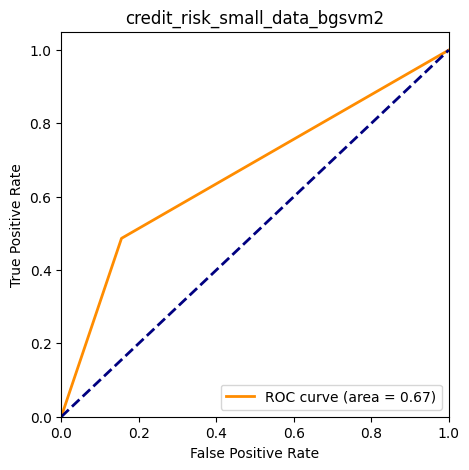 credit_risk_small_data_bgsvm2
True Positive Rate
1.0
0.8
0.6
0.4
0.2
0.0
ROC curve (area = 0.67)
0.0 0.2 0.4 0.6 0.8 1.0
False Positive Rate